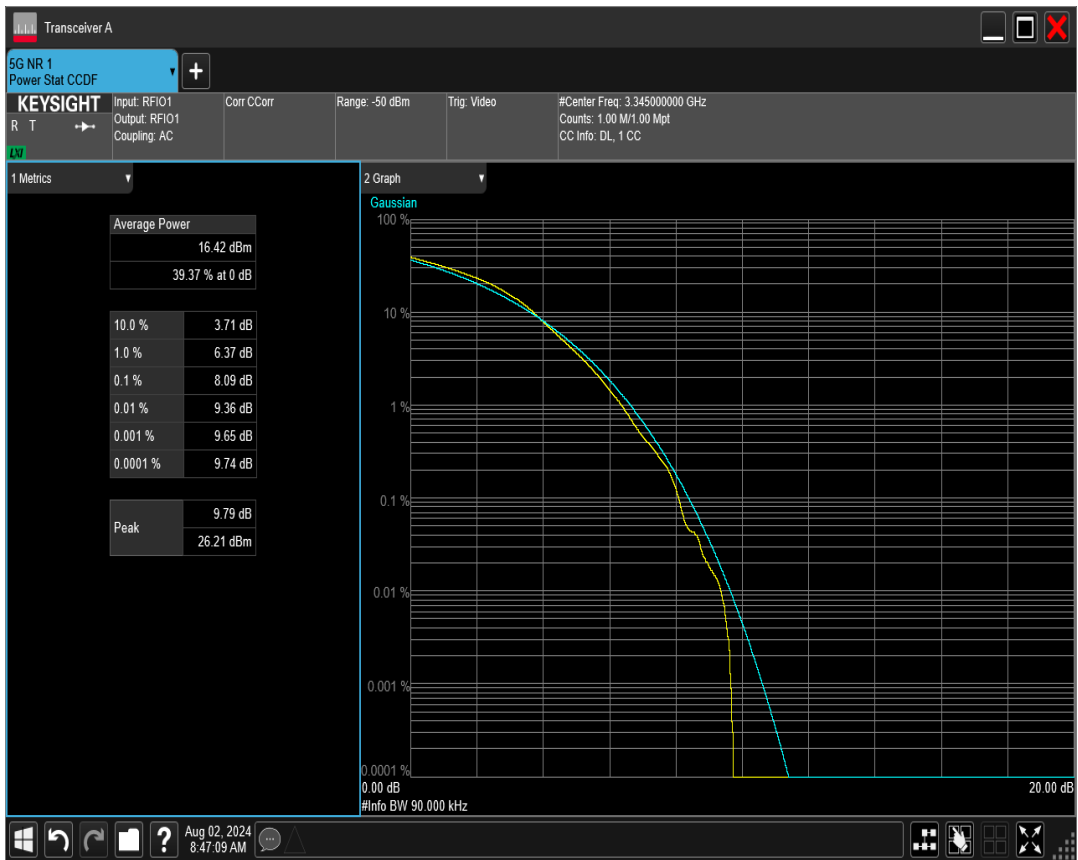 Transceiver A
5G NR 1
Power Stat CCDF
KEYSIGHT
R T
LXI
Input: RFIO1
Output: RFIO1
Coupling: AC
Corr CCorr
Range: -50 dBm
Trig: Video
#Center Freq: 3.345000000 GHz
Counts: 1.00 M/1.00 Mpt
CC Info: DL, 1 CC
1 Metrics
Average Power
16.42 dBm
39.37 % at 0 dB
10.0 % 3.71 dB
1.0 % 6.37 dB
0.1 % 8.09 dB
0.01 % 9.36 dB
0.001 % 9.65 dB
0.0001 % 9.74 dB
Peak
9.79 dB
26.21 dBm
2 Graph
Gaussian
100 %
10 %
1 %
0.1 %
0.01 %
0.001 %
0.0001 %
0.00 dB 20.00 dB
#Info BW 90.000 kHz
Aug 02, 2024
8:47:09 AM